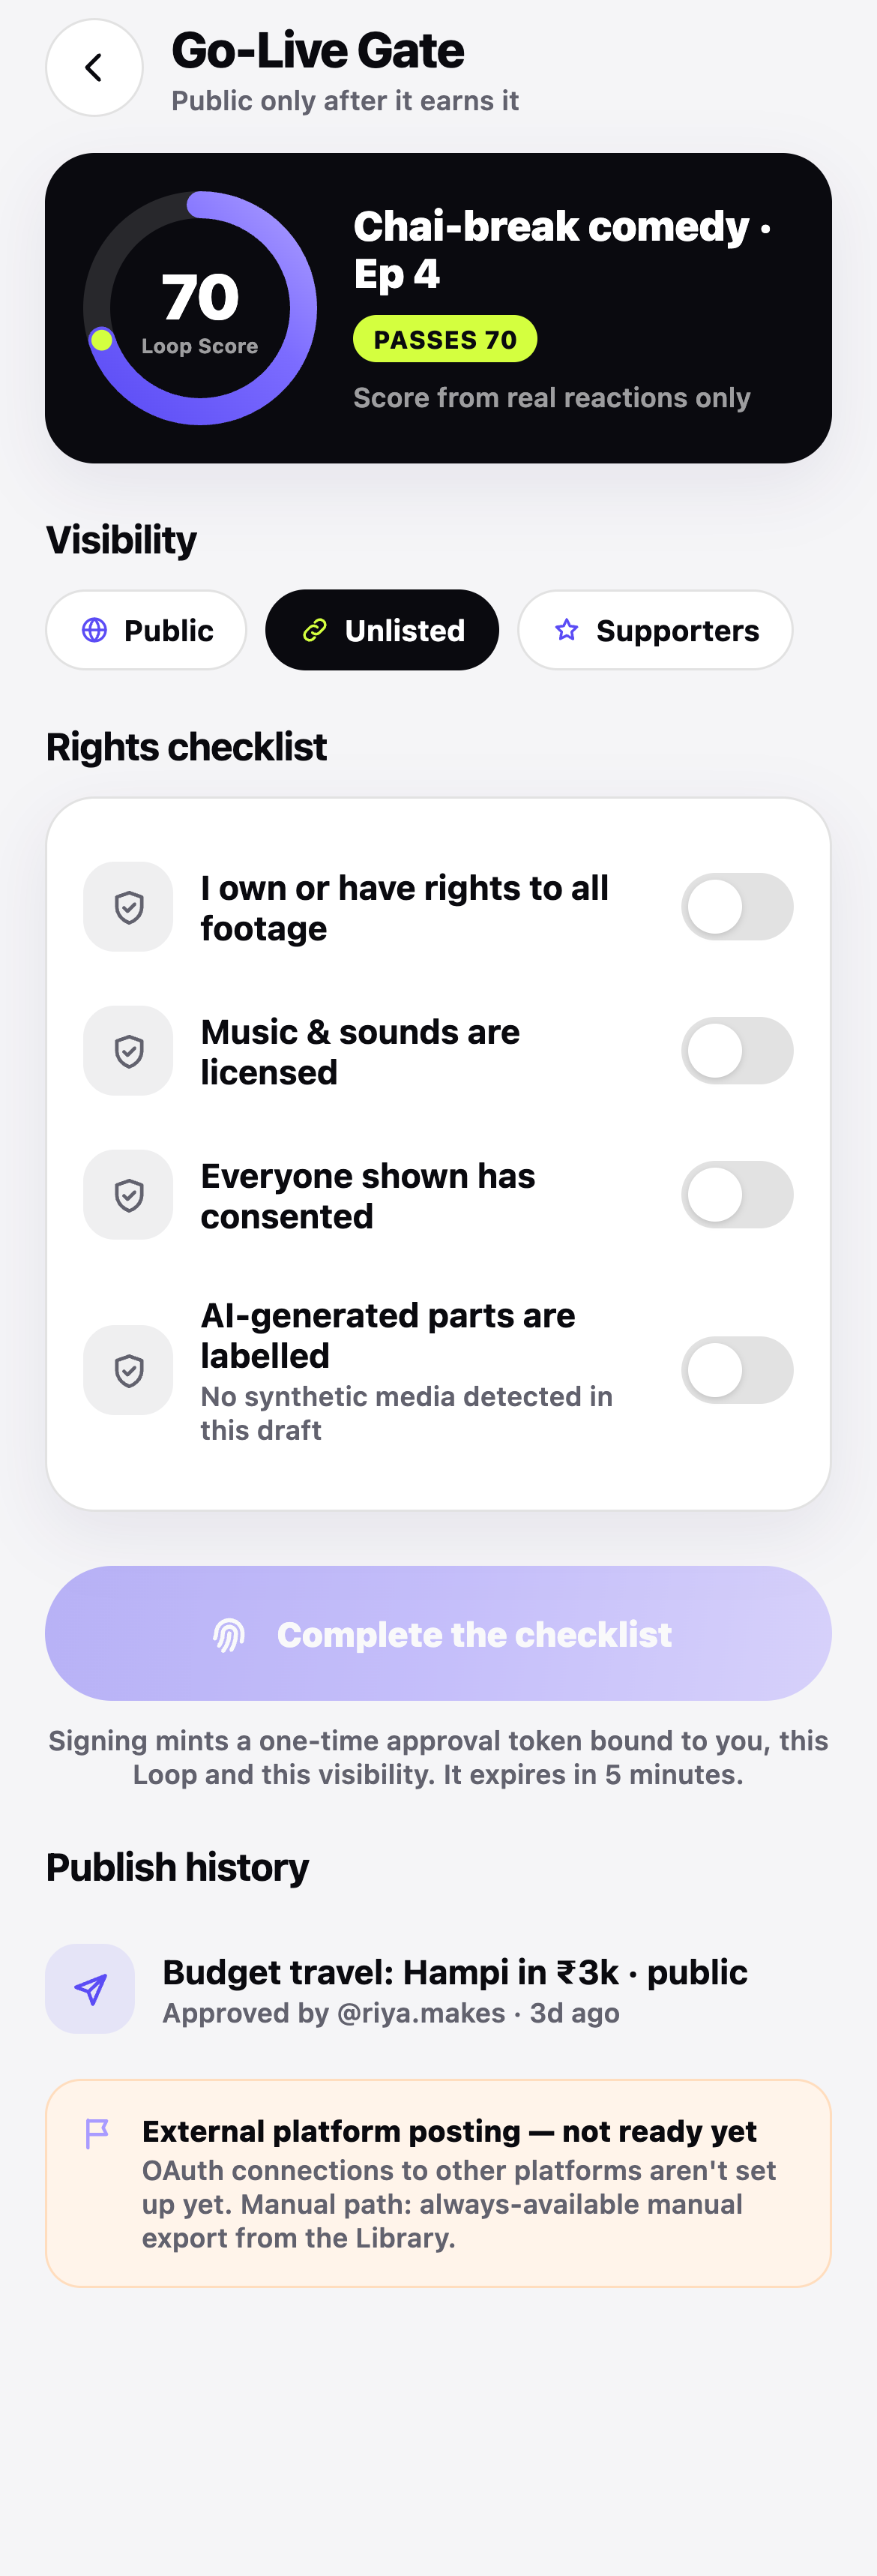 Go-Live Gate
Public only after it earns it
70
Loop Score
Chai-break comedy ·
Ep 4
PASSES 70
Score from real reactions only
Visibility
Public
Unlisted
Supporters
Rights checklist
I own or have rights to all
footage
Music & sounds are
licensed
Everyone shown has
consented
AI-generated parts are
labelled
No synthetic media detected in
this draft
Complete the checklist
Signing mints a one-time approval token bound to you, this
Loop and this visibility. It expires in 5 minutes.
Publish history
Budget travel: Hampi in ₹3k · public
Approved by @riya.makes · 3d ago
External platform posting — not ready yet
OAuth connections to other platforms aren't set
up yet. Manual path: always-available manual
export from the Library.